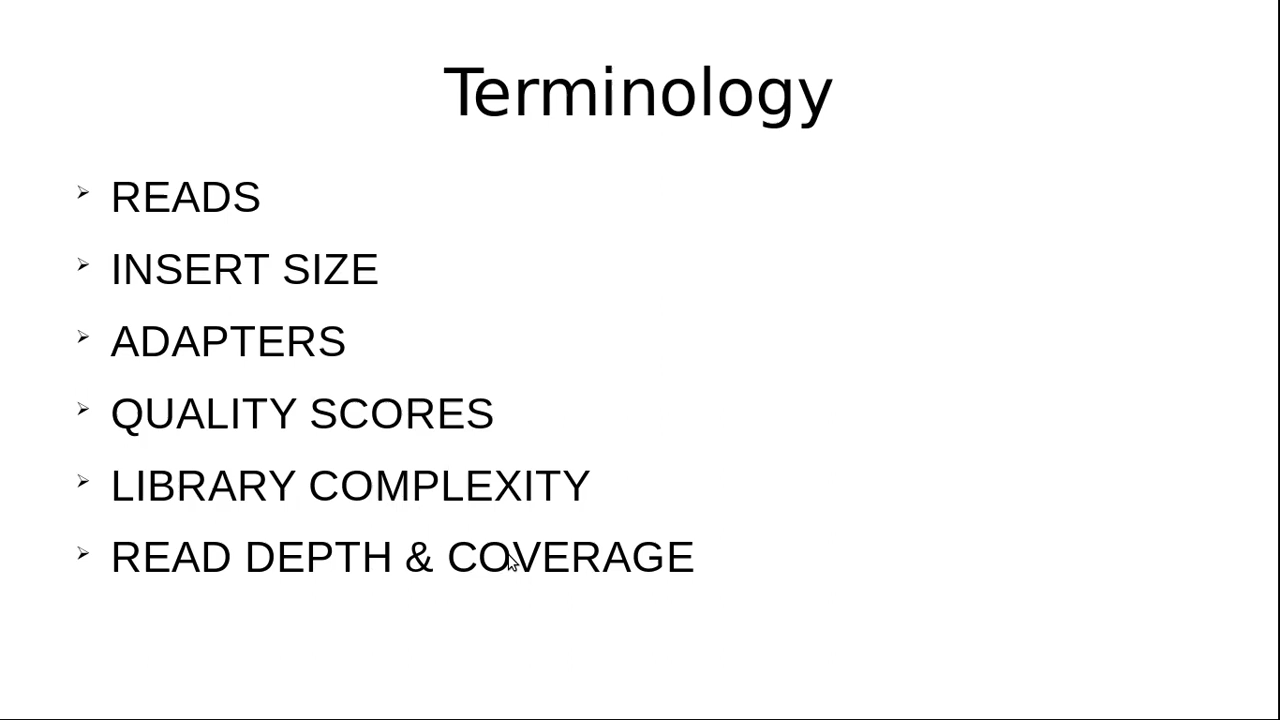 Terminology
READS
INSERT SIZE
ADAPTERS
QUALITY SCORES
LIBRARY COMPLEXITY
READ DEPTH & COVERAGE